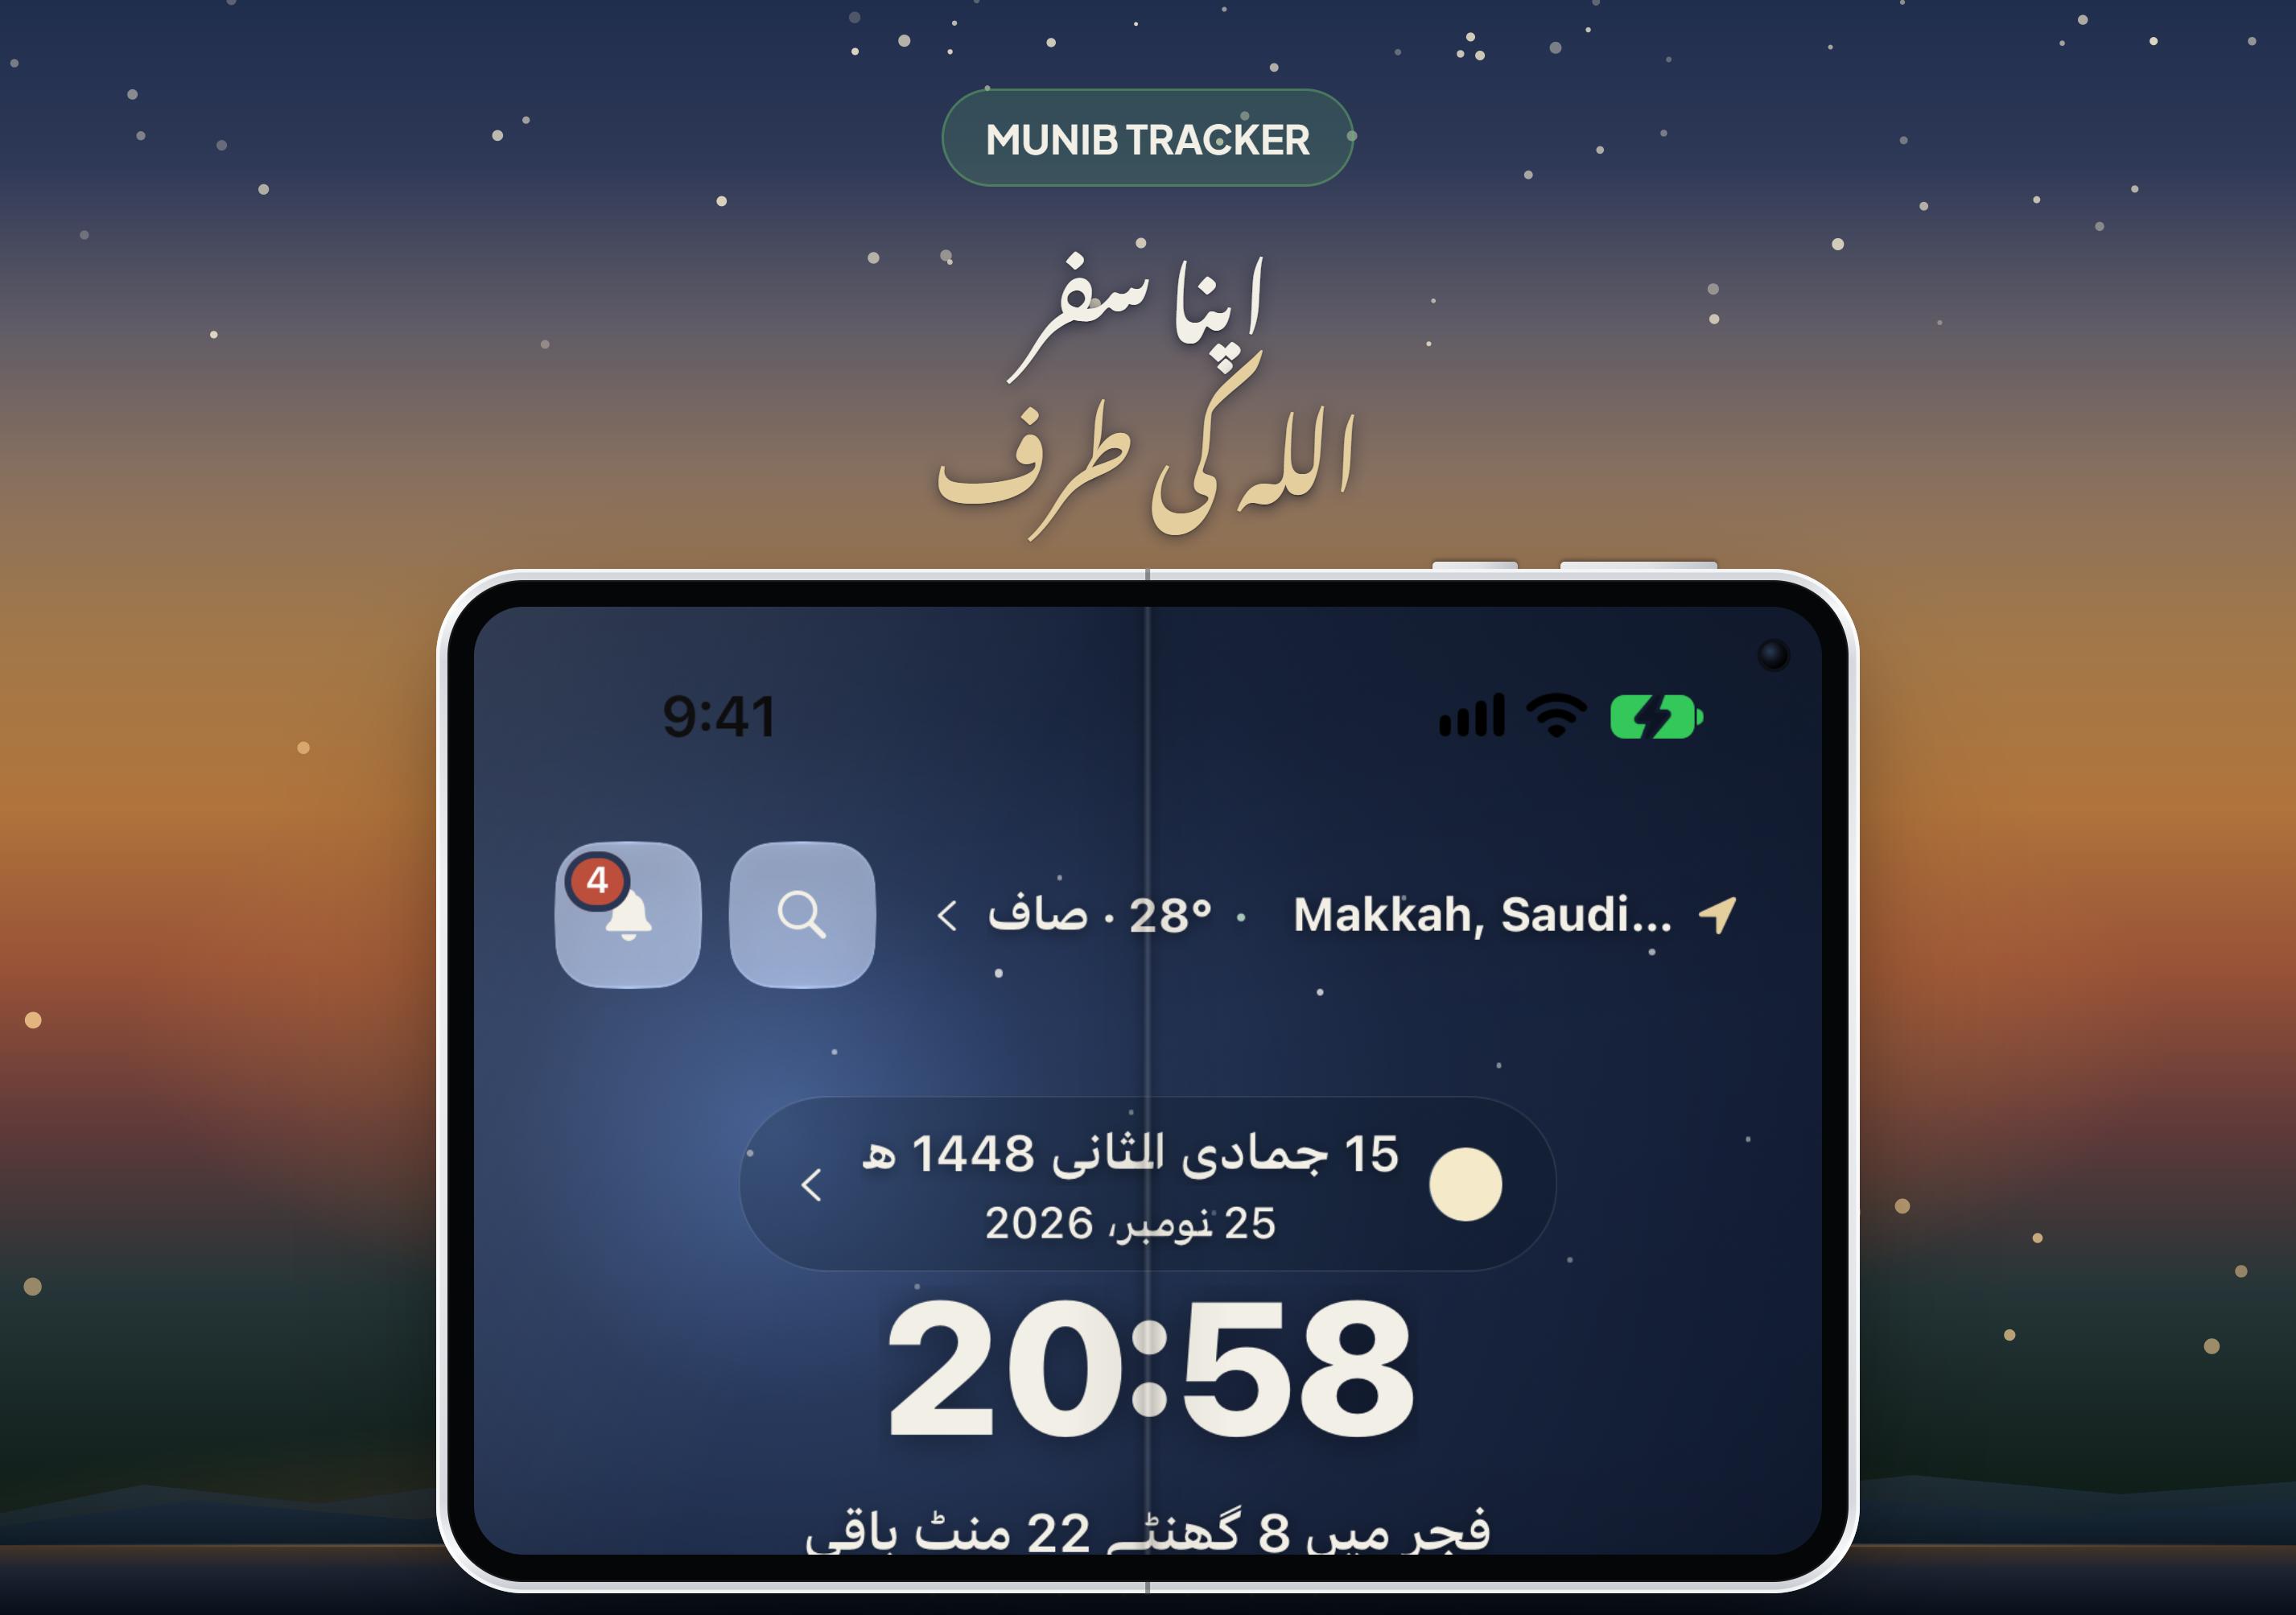 MUNIB TRACKER
اپنا سفر
اللہ کی طرف
9:41
Makkah, Saudi... • 28° • صاف
4
15 جمادی الثانی 1448 ھ
25 نومبر، 2026
20:58
فجر میں 8 گھنٹے 22 منٹ باقی